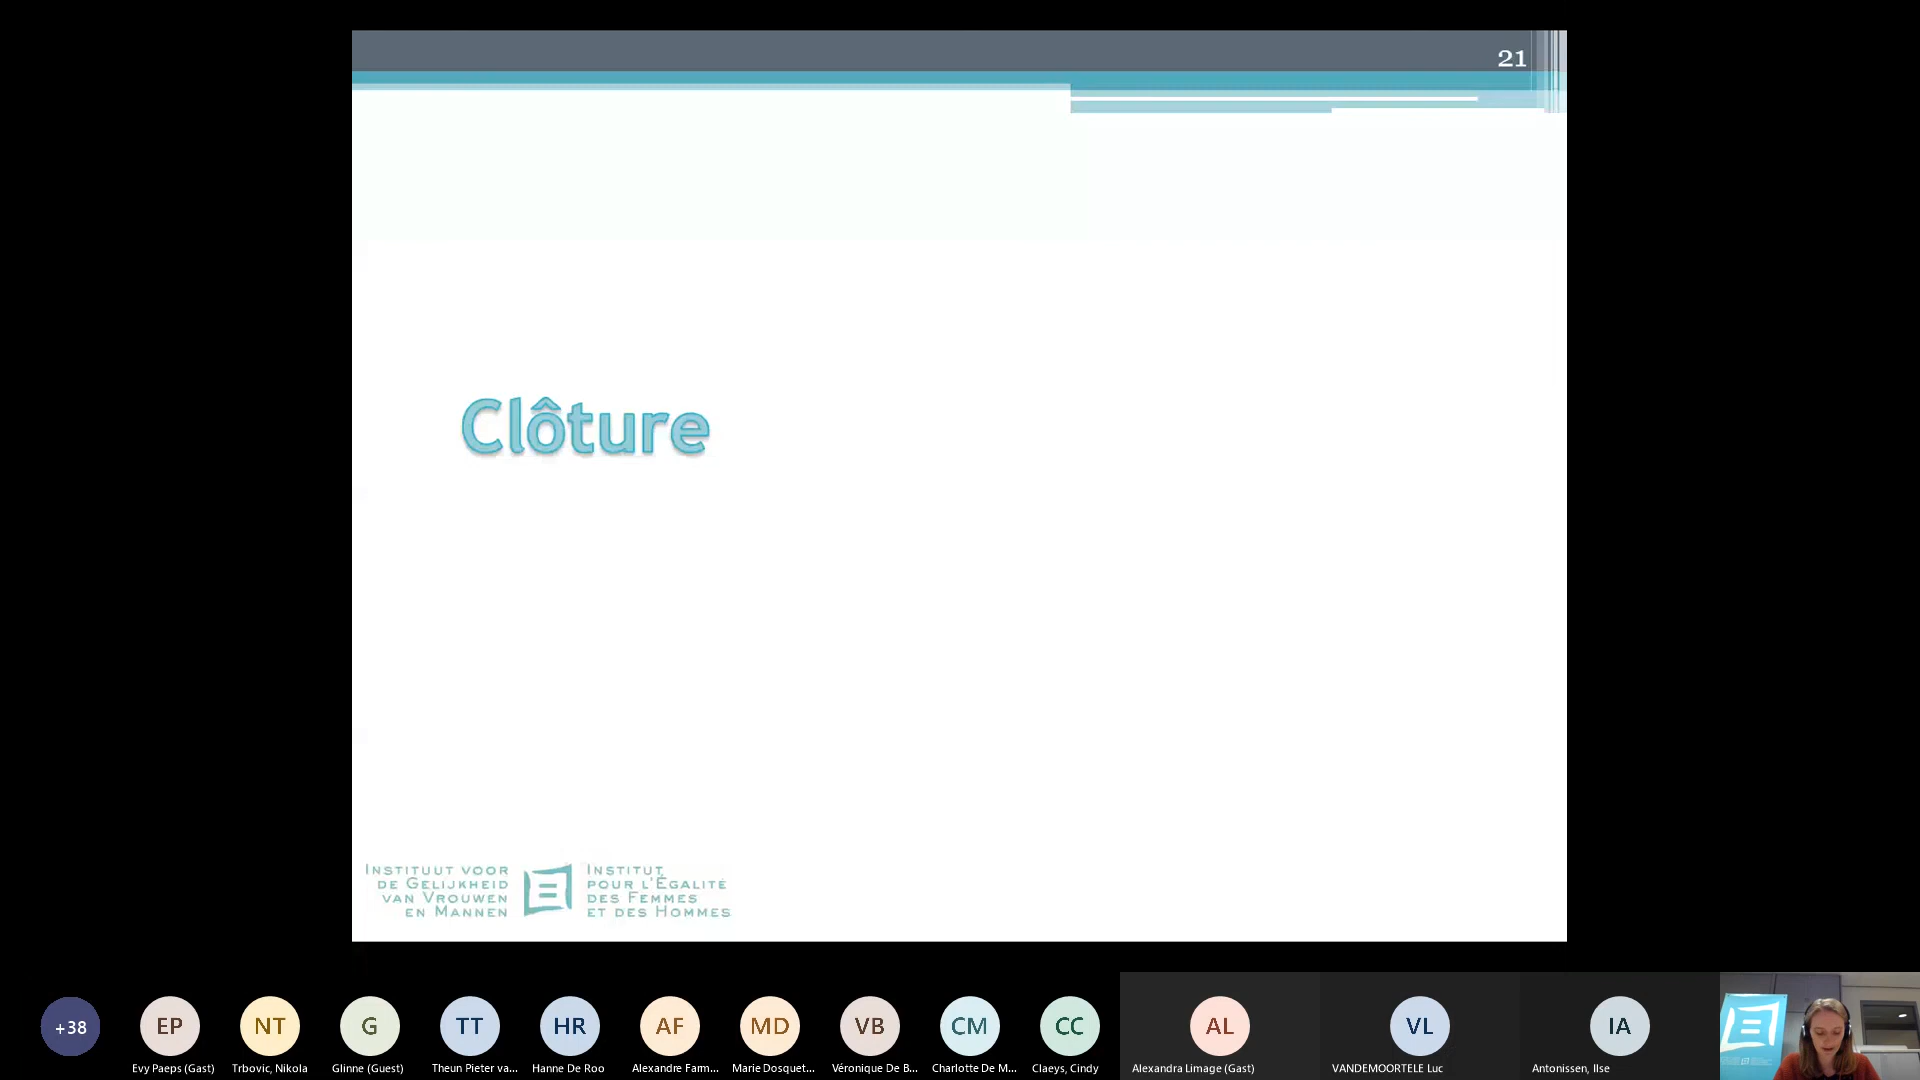 21
Clôture
INSTITUUT VOOR
DE GELIJKHEID
VAN VROUWEN
EN MANNEN
INSTITUT
POUR L'ÉGALITÉ
DES FEMMES
ET DES HOMMES
+38
EP
NT
G
TT
HR
AF
MD
VB
CM
CC
AL
VL
IA
Evy Paeps (Gast)
Trbovic, Nikola
Glinne (Guest)
Theun Pieter va...
Hanne De Roo
Alexandre Fam...
Marie Dosquet...
Véronique De B...
Charlotte De M...
Claeys, Cindy
Alexandra Limage (Gast)
VANDEMOORTELE Luc
Antonissen, Ilse